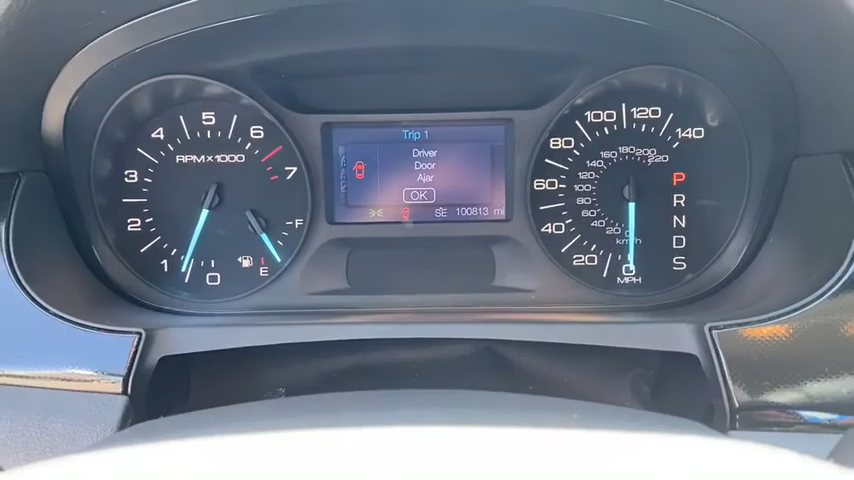 5
4
6
RPM×1000
3
7
2
F
1
0
E
Trip 1
Driver
Door
Ajar
OK
100813 mi
100
120
80
140
60
40
20
0
MPH
160
180
200
140
220
120
100
80
60
40
20
0
km/h
P
R
N
D
S